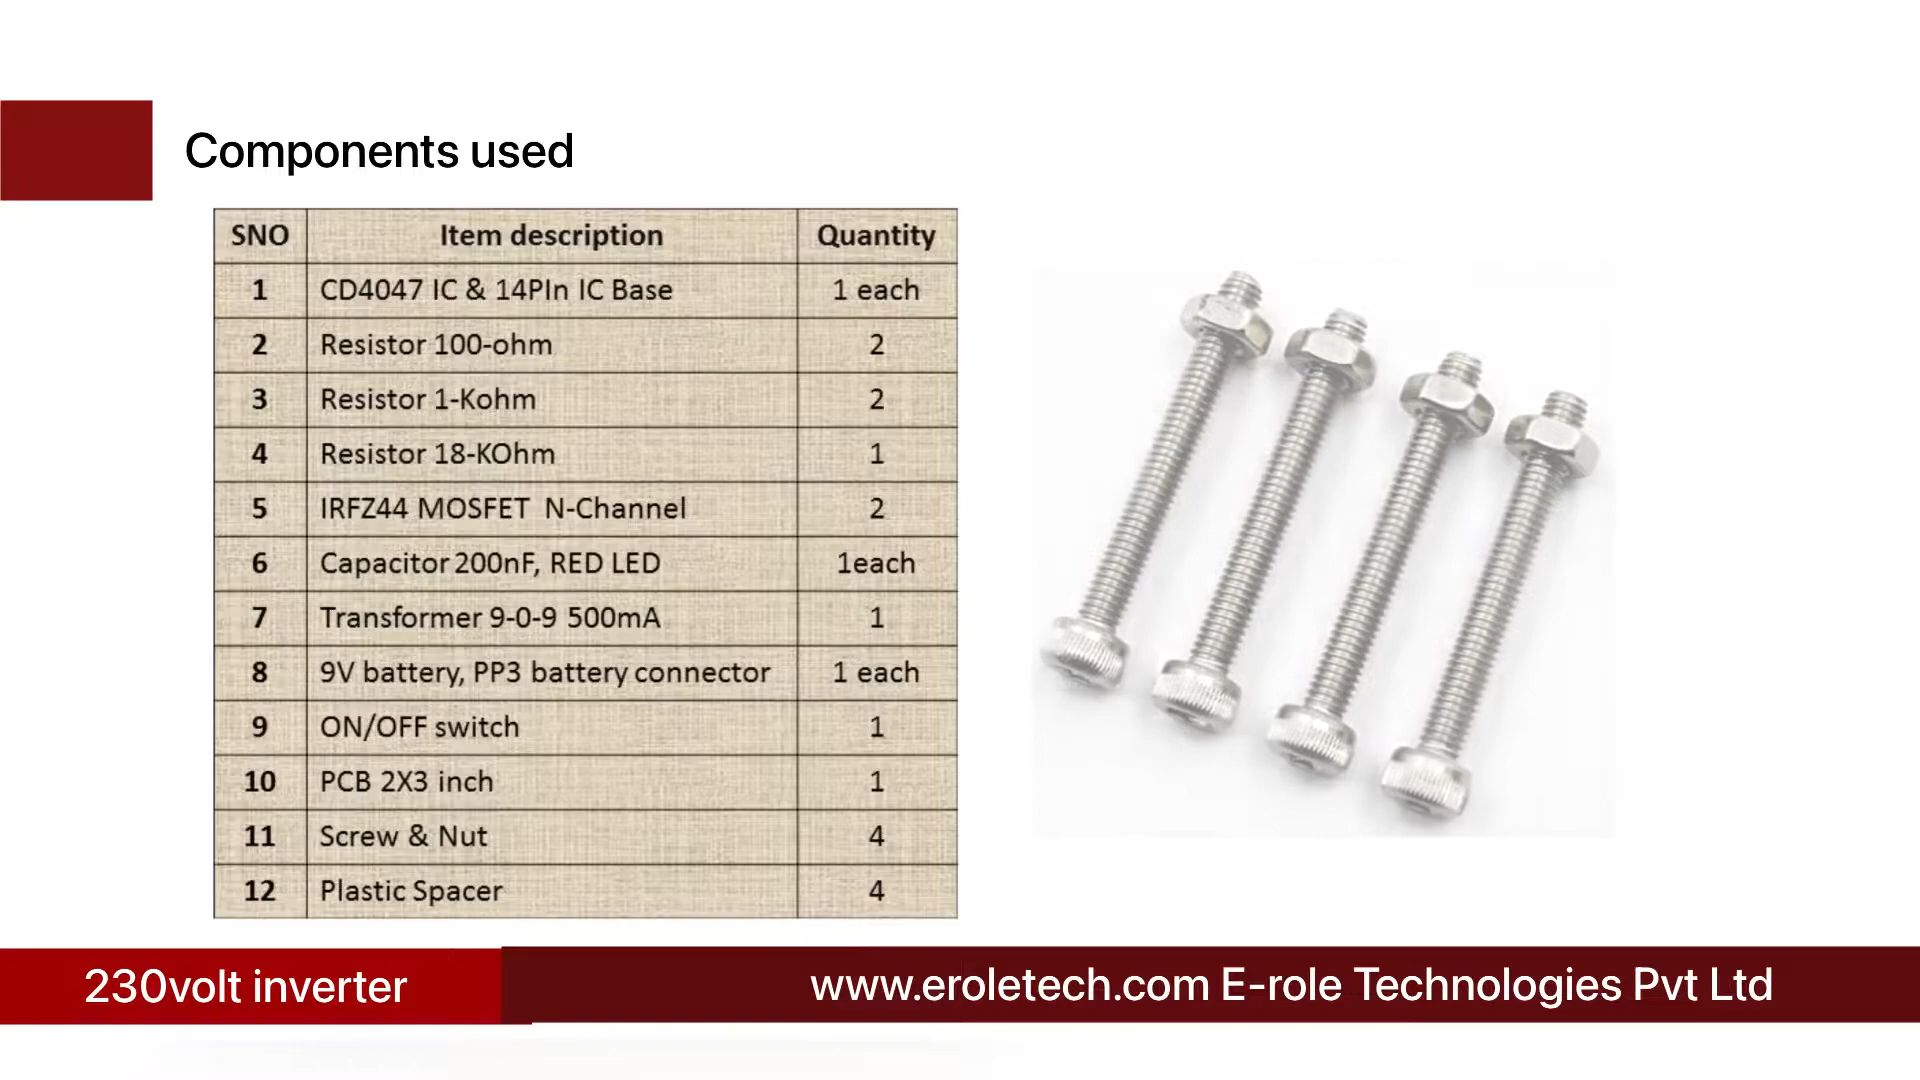 Components used
SNO Item description Quantity
1 CD4047 IC & 14PIn IC Base 1 each
2 Resistor 100-ohm 2
3 Resistor 1-Kohm 2
4 Resistor 18-KOhm 1
5 IRFZ44 MOSFET N-Channel 2
6 Capacitor 200nF, RED LED 1each
7 Transformer 9-0-9 500mA 1
8 9V battery, PP3 battery connector 1 each
9 ON/OFF switch 1
10 PCB 2X3 inch 1
11 Screw & Nut 4
12 Plastic Spacer 4
230volt inverter www.eroletech.com E-role Technologies Pvt Ltd